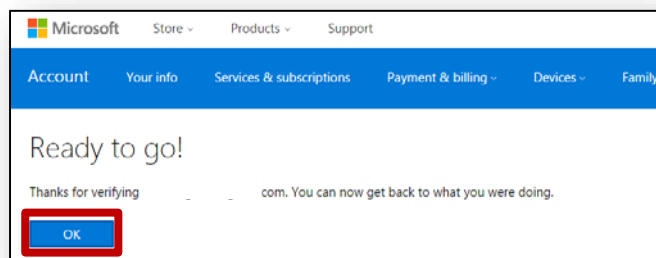 Microsoft Store Products Support
Account Your info Services & subscriptions Payment & billing Devices Family
Ready to go!
Thanks for verifying com. You can now get back to what you were doing.
OK